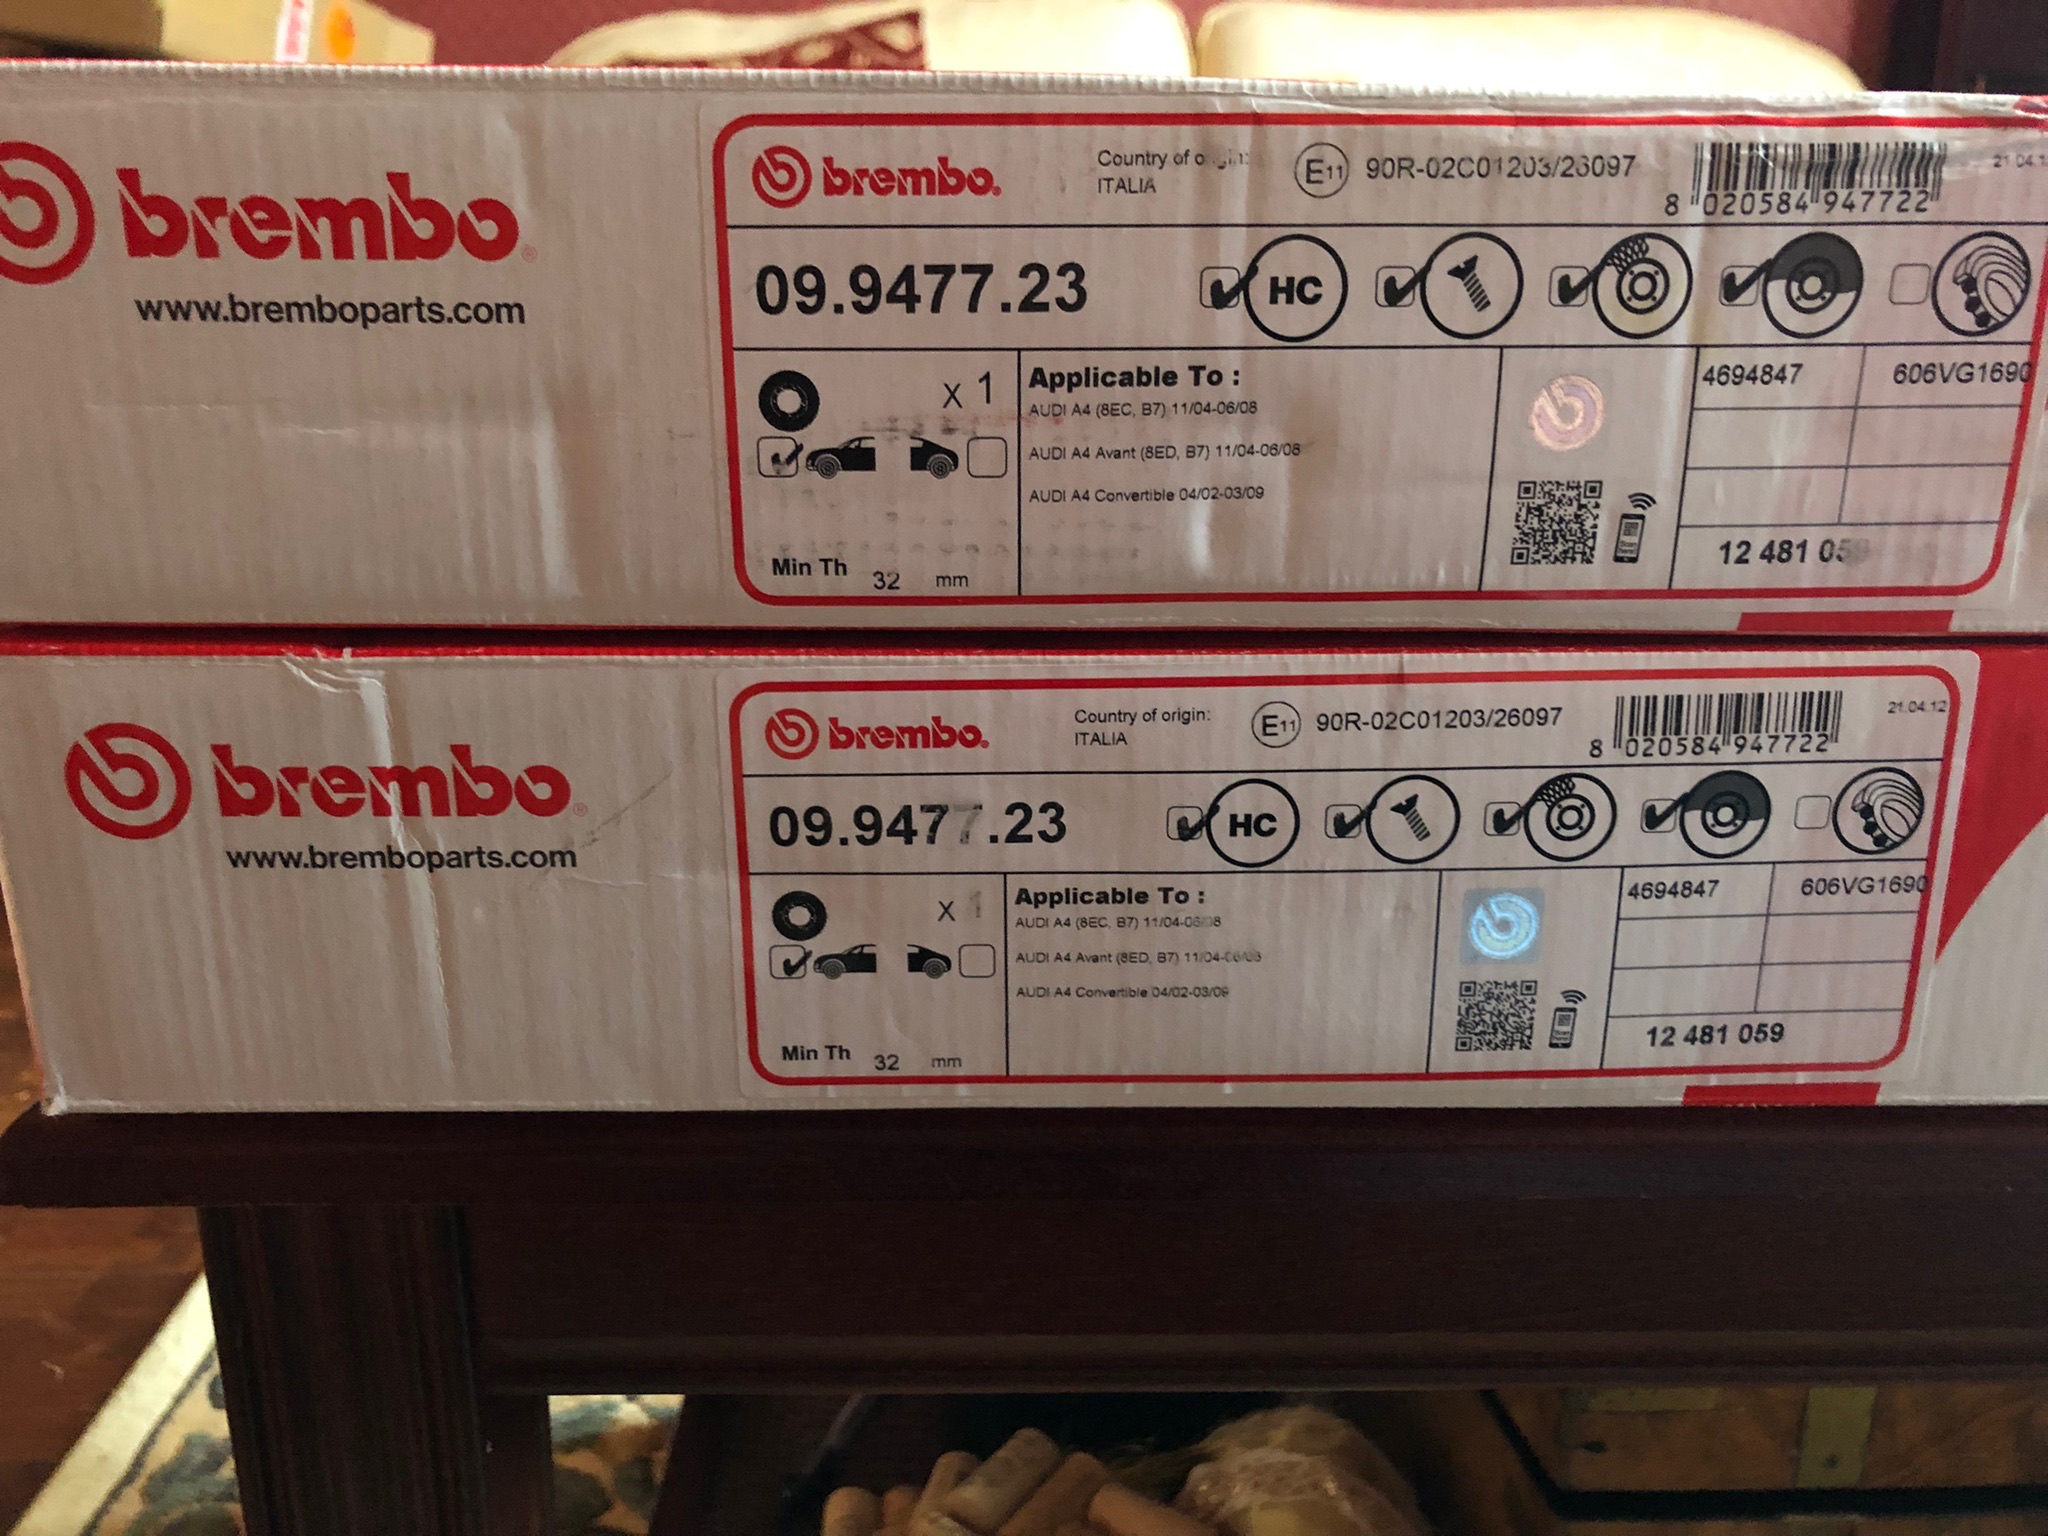 brembo®
www.bremboparts.com
brembo.
Country of origin:
ITALIA
E11 90R-02C01203/26097
8 020584 947722
21.04.1
09.9477.23
HC
x 1
Applicable To :
AUDI A4 (8EC, B7) 11/04-06/08
AUDI A4 Avant (8ED, B7) 11/04-06/08
AUDI A4 Convertible 04/02-03/09
Min Th 32 mm
Scan here!
4694847 606VG1690
12 481 059
brembo®
www.bremboparts.com
brembo.
Country of origin:
ITALIA
E11 90R-02C01203/26097
8 020584 947722
21.04.12
09.9477.23
HC
x 1
Applicable To :
AUDI A4 (8EC, B7) 11/04-06/08
AUDI A4 Avant (8ED, B7) 11/04-06/08
AUDI A4 Convertible 04/02-03/09
Min Th 32 mm
Scan here!
4694847 606VG1690
12 481 059